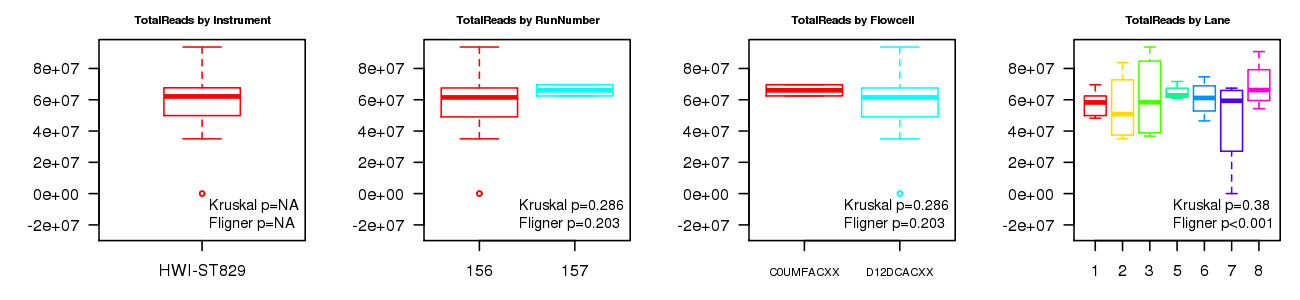 TotalReads by Instrument
8e+07
6e+07
4e+07
2e+07
0e+00
-2e+07
Kruskal p=NA
Fligner p=NA
HWI-ST829
TotalReads by RunNumber
8e+07
6e+07
4e+07
2e+07
0e+00
-2e+07
Kruskal p=0.286
Fligner p=0.203
156 157
TotalReads by Flowcell
8e+07
6e+07
4e+07
2e+07
0e+00
-2e+07
Kruskal p=0.286
Fligner p=0.203
C0UMFACXX D12DCACXX
TotalReads by Lane
8e+07
6e+07
4e+07
2e+07
0e+00
-2e+07
Kruskal p=0.38
Fligner p<0.001
1 2 3 5 6 7 8